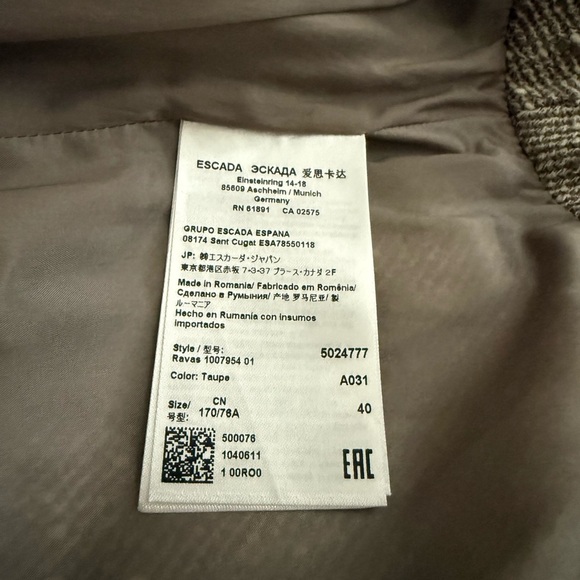 ESCADA ЭСКАДА 爱思卡达
Einsteinring 14-18
85609 Aschheim / Munich
Germany
RN 61891 CA 02575
GRUPO ESCADA ESPANA
08174 Sant Cugat ESA78550118
JP: ㈱エスカーダ・ジャパン
東京都港区赤坂 7-3-37 プラース・カナダ 2F
Made in Romania/ Fabricado em Romênia/
Сделано в Румыния/ 产地 罗马尼亚/ 製
ルーマニア
Hecho en Rumanía con insumos
importados
Style / 型号: 5024777
Ravas 1007954 01
Color: Taupe A031
Size/ CN 40
号型: 170/76A
500076
1040611
1 00RO0
EAC